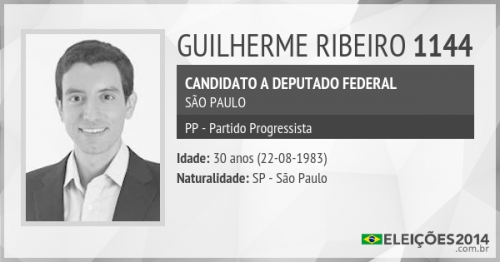 GUILHERME RIBEIRO 1144
CANDIDATO A DEPUTADO FEDERAL
SÃO PAULO
PP - Partido Progressista
Idade: 30 anos (22-08-1983)
Naturalidade: SP - São Paulo
ELEIÇÕES2014
.com.br